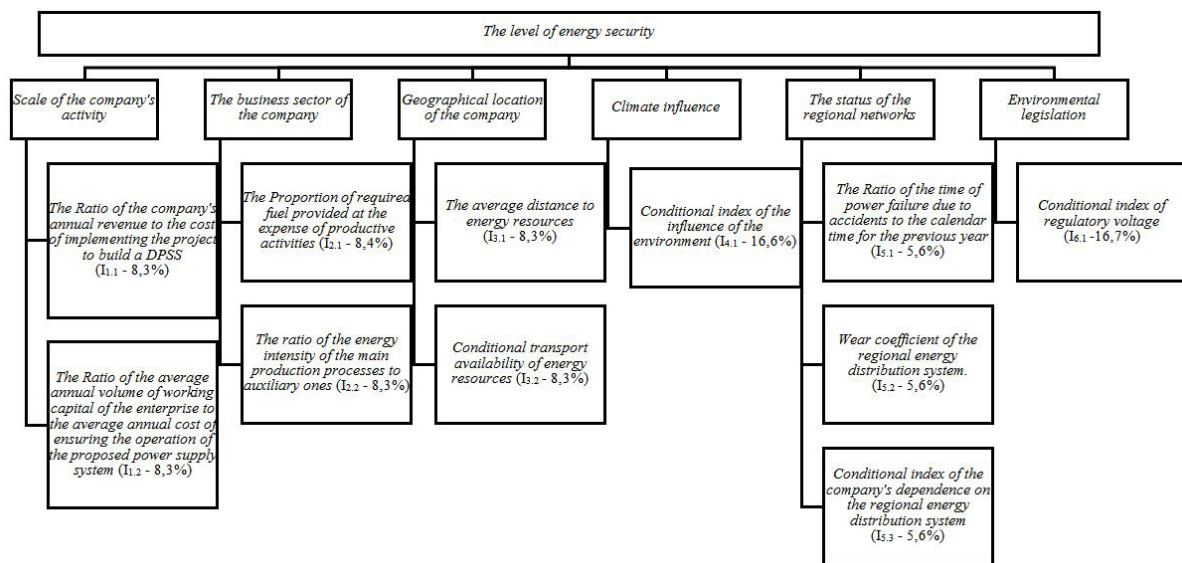 The level of energy security
Scale of the company's
activity
The business sector of
the company
Geographical location
of the company
Climate influence
The status of the
regional networks
Environmental
legislation
The Ratio of the company's
annual revenue to the cost
of implementing the project
to build a DPSS
(I1.1 - 8,3%)
The Ratio of the average
annual volume of working
capital of the enterprise to
the average annual cost of
ensuring the operation of
the proposed power supply
system (I1.2 - 8,3%)
The Proportion of required
fuel provided at the
expense of productive
activities (I2.1 - 8,4%)
The ratio of the energy
intensity of the main
production processes to
auxiliary ones (I2.2 - 8,3%)
The average distance to
energy resources
(I3.1 - 8,3%)
Conditional transport
availability of energy
resources (I3.2 - 8,3%)
Conditional index of the
influence of the
environment (I4.1 - 16,6%)
The Ratio of the time of
power failure due to
accidents to the calendar
time for the previous year
(I5.1 - 5,6%)
Wear coefficient of the
regional energy
distribution system.
(I5.2 - 5,6%)
Conditional index of the
company's dependence on
the regional energy
distribution system
(I5.3 - 5,6%)
Conditional index of
regulatory voltage
(I6.1 -16,7%)